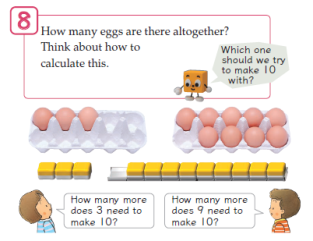 8
How many eggs are there altogether?
Think about how to
calculate this.
Which one
should we try
to make 10
with?
How many more
does 3 need to
make 10?
How many more
does 9 need to
make 10?